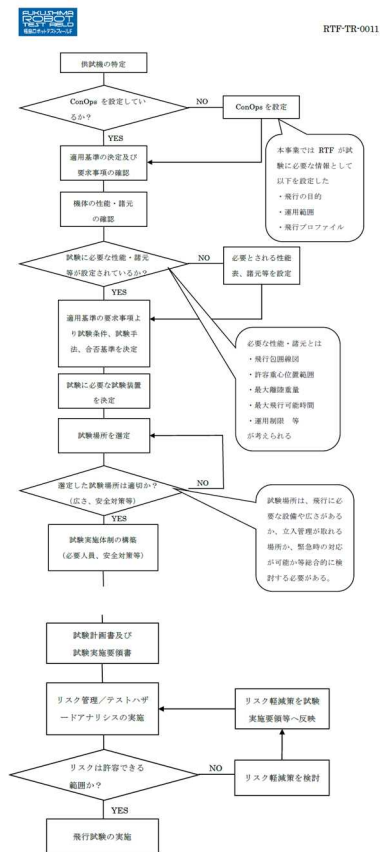 FUKUSHIMA
ROBOT
TEST FIELD
福島ロボットテストフィールド
RTF-TR-0011
供試機の特定
ConOps を設定してい
るか？
NO
ConOps を設定
YES
本事業では RTF が試
験に必要な情報として
以下を設定した
・飛行の目的
・運用範囲
・飛行プロファイル
適用基準の決定及び
要求事項の確認
機体の性能・諸元
の確認
試験に必要な性能・諸元
等が設定されているか？
NO
必要とされる性能
表、諸元等を設定
YES
適用基準の要求事項よ
り試験条件、試験手
法、合否基準を決定
必要な性能・諸元とは
・飛行包囲線図
・許容重心位置範囲
・最大離陸重量
・最大飛行可能時間
・運用制限　等
が考えられる
試験に必要な試験装置
を決定
試験場所を選定
選定した試験場所は適切か？
（広さ、安全対策等）
NO
YES
試験場所は、飛行に必
要な設備や広さがある
か、立入管理が取れる
場所か、緊急時の対応
が可能か等総合的に検
討する必要がある。
試験実施体制の構築
（必要人員、安全対策等）
試験計画書及び
試験実施要領書
リスク管理／テストハザ
ードアナリシスの実施
リスク軽減策を試験
実施要領等へ反映
リスクは許容できる
範囲か？
NO
リスク軽減策を検討
YES
飛行試験の実施